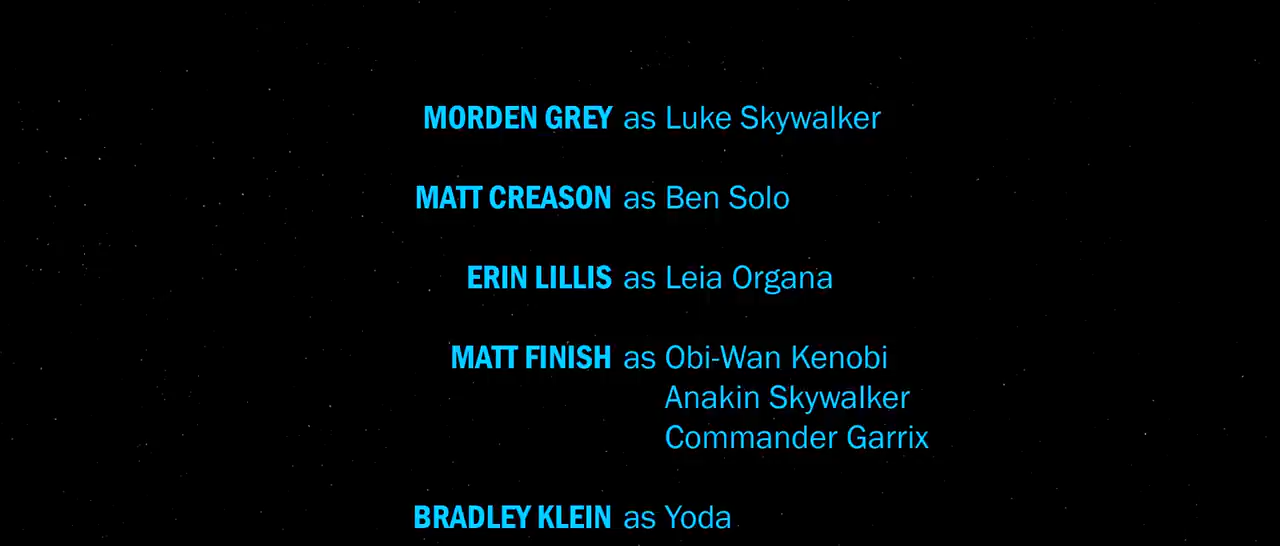 MORDEN GREY as Luke Skywalker
MATT CREASON as Ben Solo
ERIN LILLIS as Leia Organa
MATT FINISH as Obi-Wan Kenobi
Anakin Skywalker
Commander Garrix
BRADLEY KLEIN as Yoda